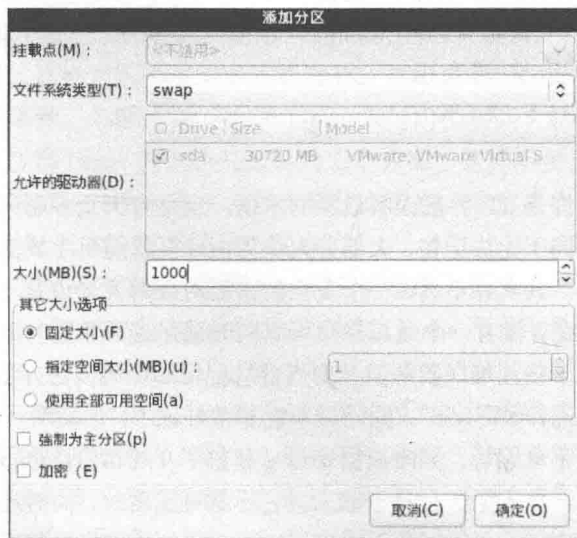 添加分区
挂载点(M)：
<不适用>
文件系统类型(T)：
swap
Drive Size Model
sda 30720 MB VMware, VMware Virtual S
允许的驱动器(D)：
大小(MB)(S)：
1000
其它大小选项
固定大小(F)
指定空间大小(MB)(u)：
使用全部可用空间(a)
强制为主分区(p)
加密 (E)
取消(C) 确定(O)